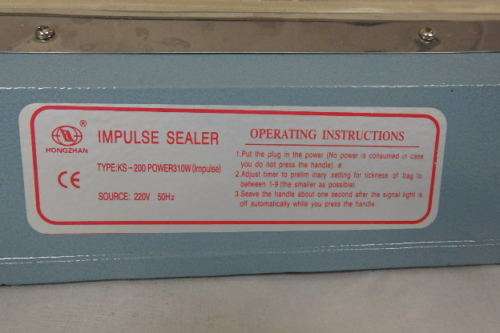 HONGZHAN
IMPULSE SEALER
TYPE:KS-200 POWER310W(Impulse)
CE
SOURCE: 220V 50Hz
OPERATING INSTRUCTIONS
1.Put the plug in the power (No power is consumed in case
you do not press the handle) e
2.Adjust timer to prelimi nary setting for tickness of bag to
between 1-9(the smaller as possible).
3.Seeve the handle about one second after the signal light is
off automatically while you press the handle.